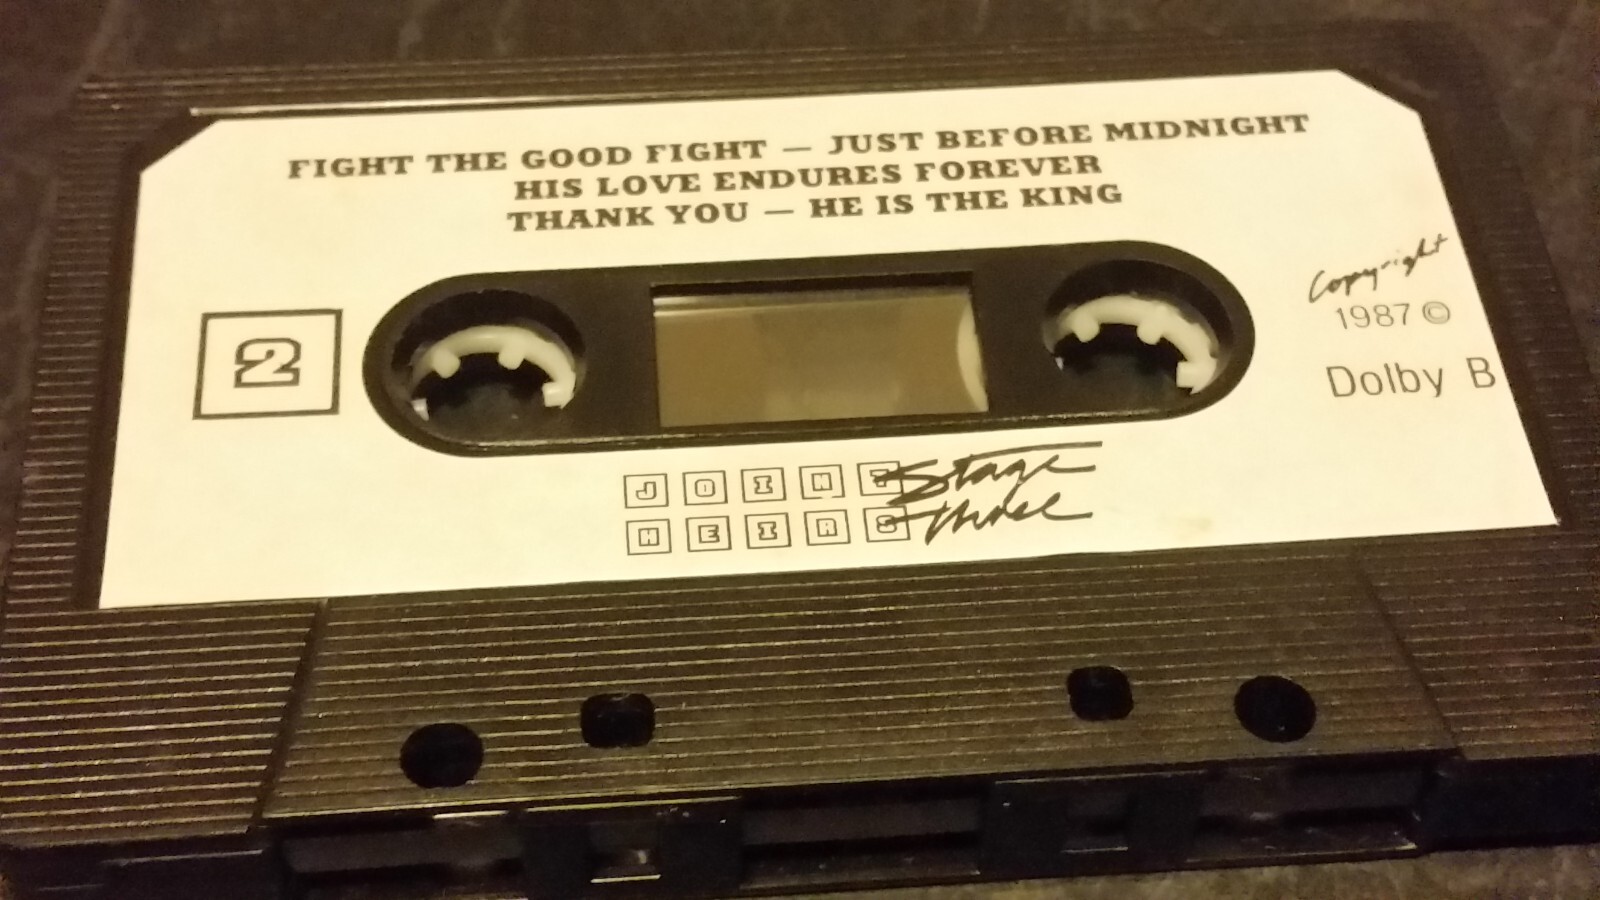 FIGHT THE GOOD FIGHT — JUST BEFORE MIDNIGHT
HIS LOVE ENDURES FOREVER
THANK YOU — HE IS THE KING
2
Copyright
1987 ©
Dolby B
JOINT
HEIRS
Stage
three